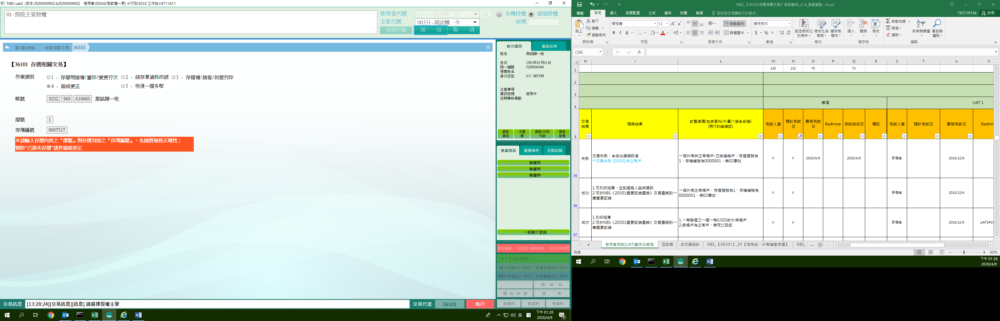 NBS-uat2 (版本:2020040902.b2020040902) 使用者:00242(測試櫃一辰) 分行別:9232 工作站:L9711A11
01-預設主管授權
使用者代號 00242-測試櫃一辰 24 本機授權 遠端授權
主管代號 00331-測試櫃一牛 密碼
查詢印鑑 送 出 取 消
單/摺(補換.. 存摺相關交易 36101
【36101 存摺相關交易】
作業類別 1 - 存摺明細補/重印/變更行次 2 - 綜存單資料印錄 3 - 存摺補/換發/封面列印
4 - 磁條更正 5 - 恢復一摺多幣
帳號 9232 968 610660 測試顏一地
摺號 1
存簿編號 0007517
※請輸入存摺內頁之『摺號』與存摺封底之『存簿編號』，系統將檢核正確性；
慎防"已掛失存摺"誤作磁條更正
交易訊息 [13:28:24][交易訊息][訊息] 請選擇授權主管 交易代號 36101 執行
身分識別 產品往來
姓名 測試顏一地
生日 1981年01月01日
統一編號 C299000446
理專姓名
身分註記 A/C REVIEW
注意事項
簡訊密碼 使用中
近期事故異動
顧客資訊 手續費 通路/共同行銷 顧客影像
推薦商品 重要事件 互動記錄
無資料
無資料
無資料
一般轉介登錄
服務號碼： 0000 等候時間： 00分00秒
V I P :0人 00分
個人交易:0人 00分 企業交易:0人 00分
開戶/申請:0人 00分 外匯業務:0人 00分
再 呼 叫
預 約 叫 號 結 束
無資料 無資料 無資料
英
下午 01:28
2020/4/9
6
NBS_【36101存摺相關交易】測試案例_v1.4_測資盤點 - Excel
檔案 常用 插入 版面配置 公式 資料 校閱 檢視 告訴我您想要執行的動作... TEST19134 共用
貼上 剪下 複製 複製格式 剪貼簿
標楷體 12 字型
自動換列 跨欄置中 對齊方式
通用格式 數值
設定格式化的條件 格式化為表格 儲存格樣式 樣式
插入 刪除 格式 儲存格
自動加總 填滿 清除 排序與篩選 尋找與選取 編輯
O96
H I L M N O P Q R S T U V
1 155 132 75 73
2
3
4 專項 UAT 1
5 交易結果 預期結果 前置準備(包含資料/外圍介接系統等)(與IT討論確認) 測試人員 預計測試日 實際測試日 Redmine 測試完成日 備註 測試人員 預計測試日 實際測試日 Redmin
95 失敗 交易失敗，系統出錯誤訊息
**交易失敗: [0920] 非正常戶
一個外幣非正常帳戶-已結清銷戶，存摺摺號為1、存簿編號為0000001，無02事故
V V 2020/4/9 2020/4/9 許佩瑜 2019/12/6
96 成功 1.可列印短單，並刷摺寫入磁條資訊
2.可於NBS《20301變更記錄查詢》交易查詢到一筆變更記錄
一個外幣正常帳戶，存摺摺號為1、存簿編號為0000001，無02事故
V V 許佩瑜 2019/12/6
97 成功 1.列印短單
2.可於NBS《20301變更記錄查詢》交易查詢到一筆變更記錄
1.一有發摺之一摺一幣(USD)的外幣帳戶
2.該帳戶為正常戶、無死亡註記
V V 許佩瑜 2019/12/6 UAT1#15
使用者測試(UAT)案例＆報告 互助表 本交易統計 NBS_【36101】_01【活存台、外幣補登存摺】 NBS_ ...
就緒 80%
下午 01:28
2020/4/9